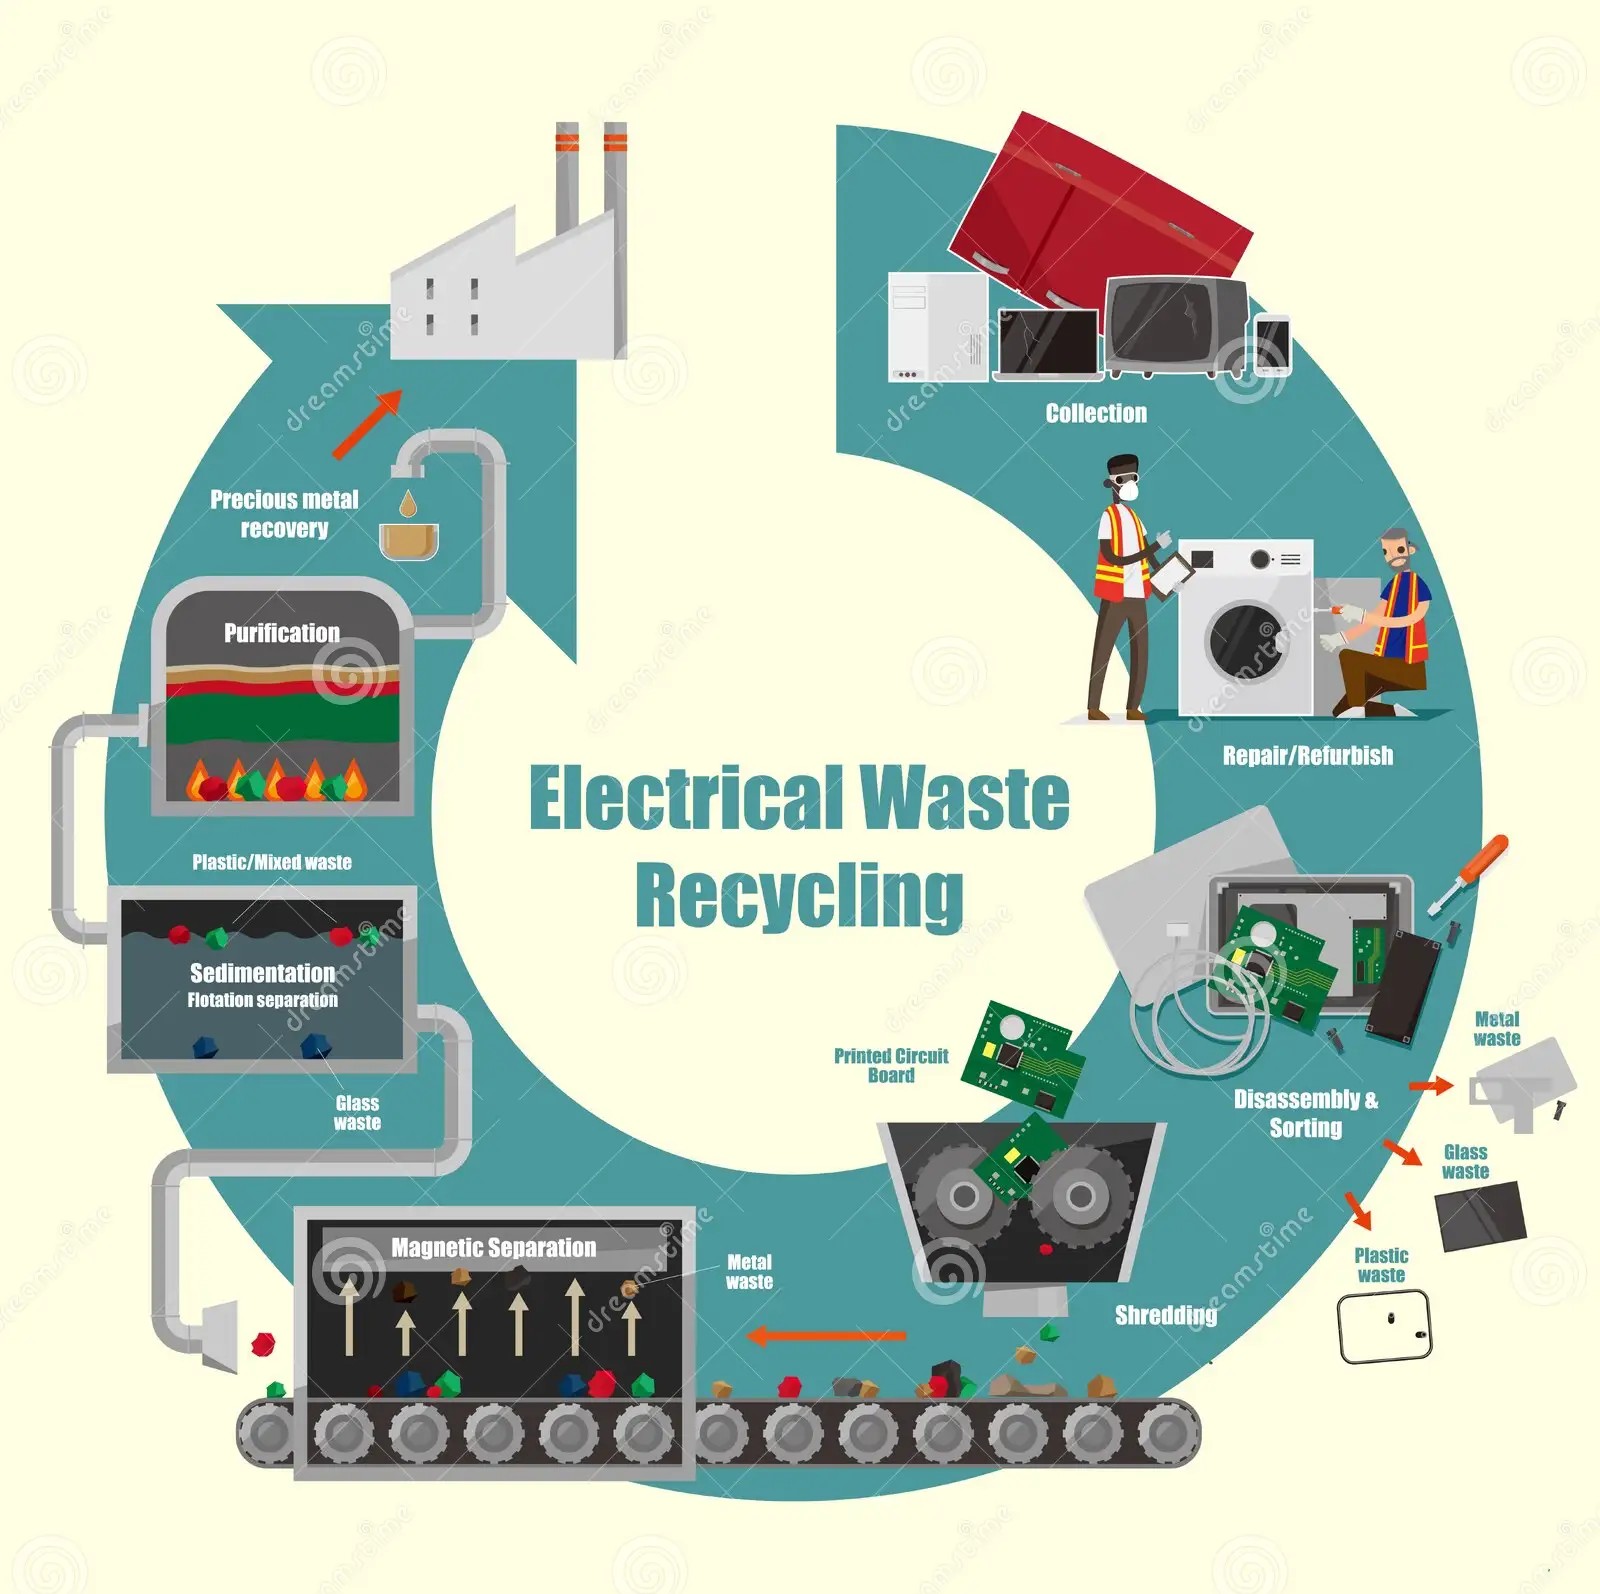 Electrical Waste
Recycling
Collection
Repair/Refurbish
Disassembly &
Sorting
Metal
waste
Glass
waste
Plastic
waste
Printed Circuit
Board
Shredding
Metal
waste
Magnetic Separation
Glass
waste
Sedimentation
Flotation separation
Plastic/Mixed waste
Purification
Precious metal
recovery
dreamstime